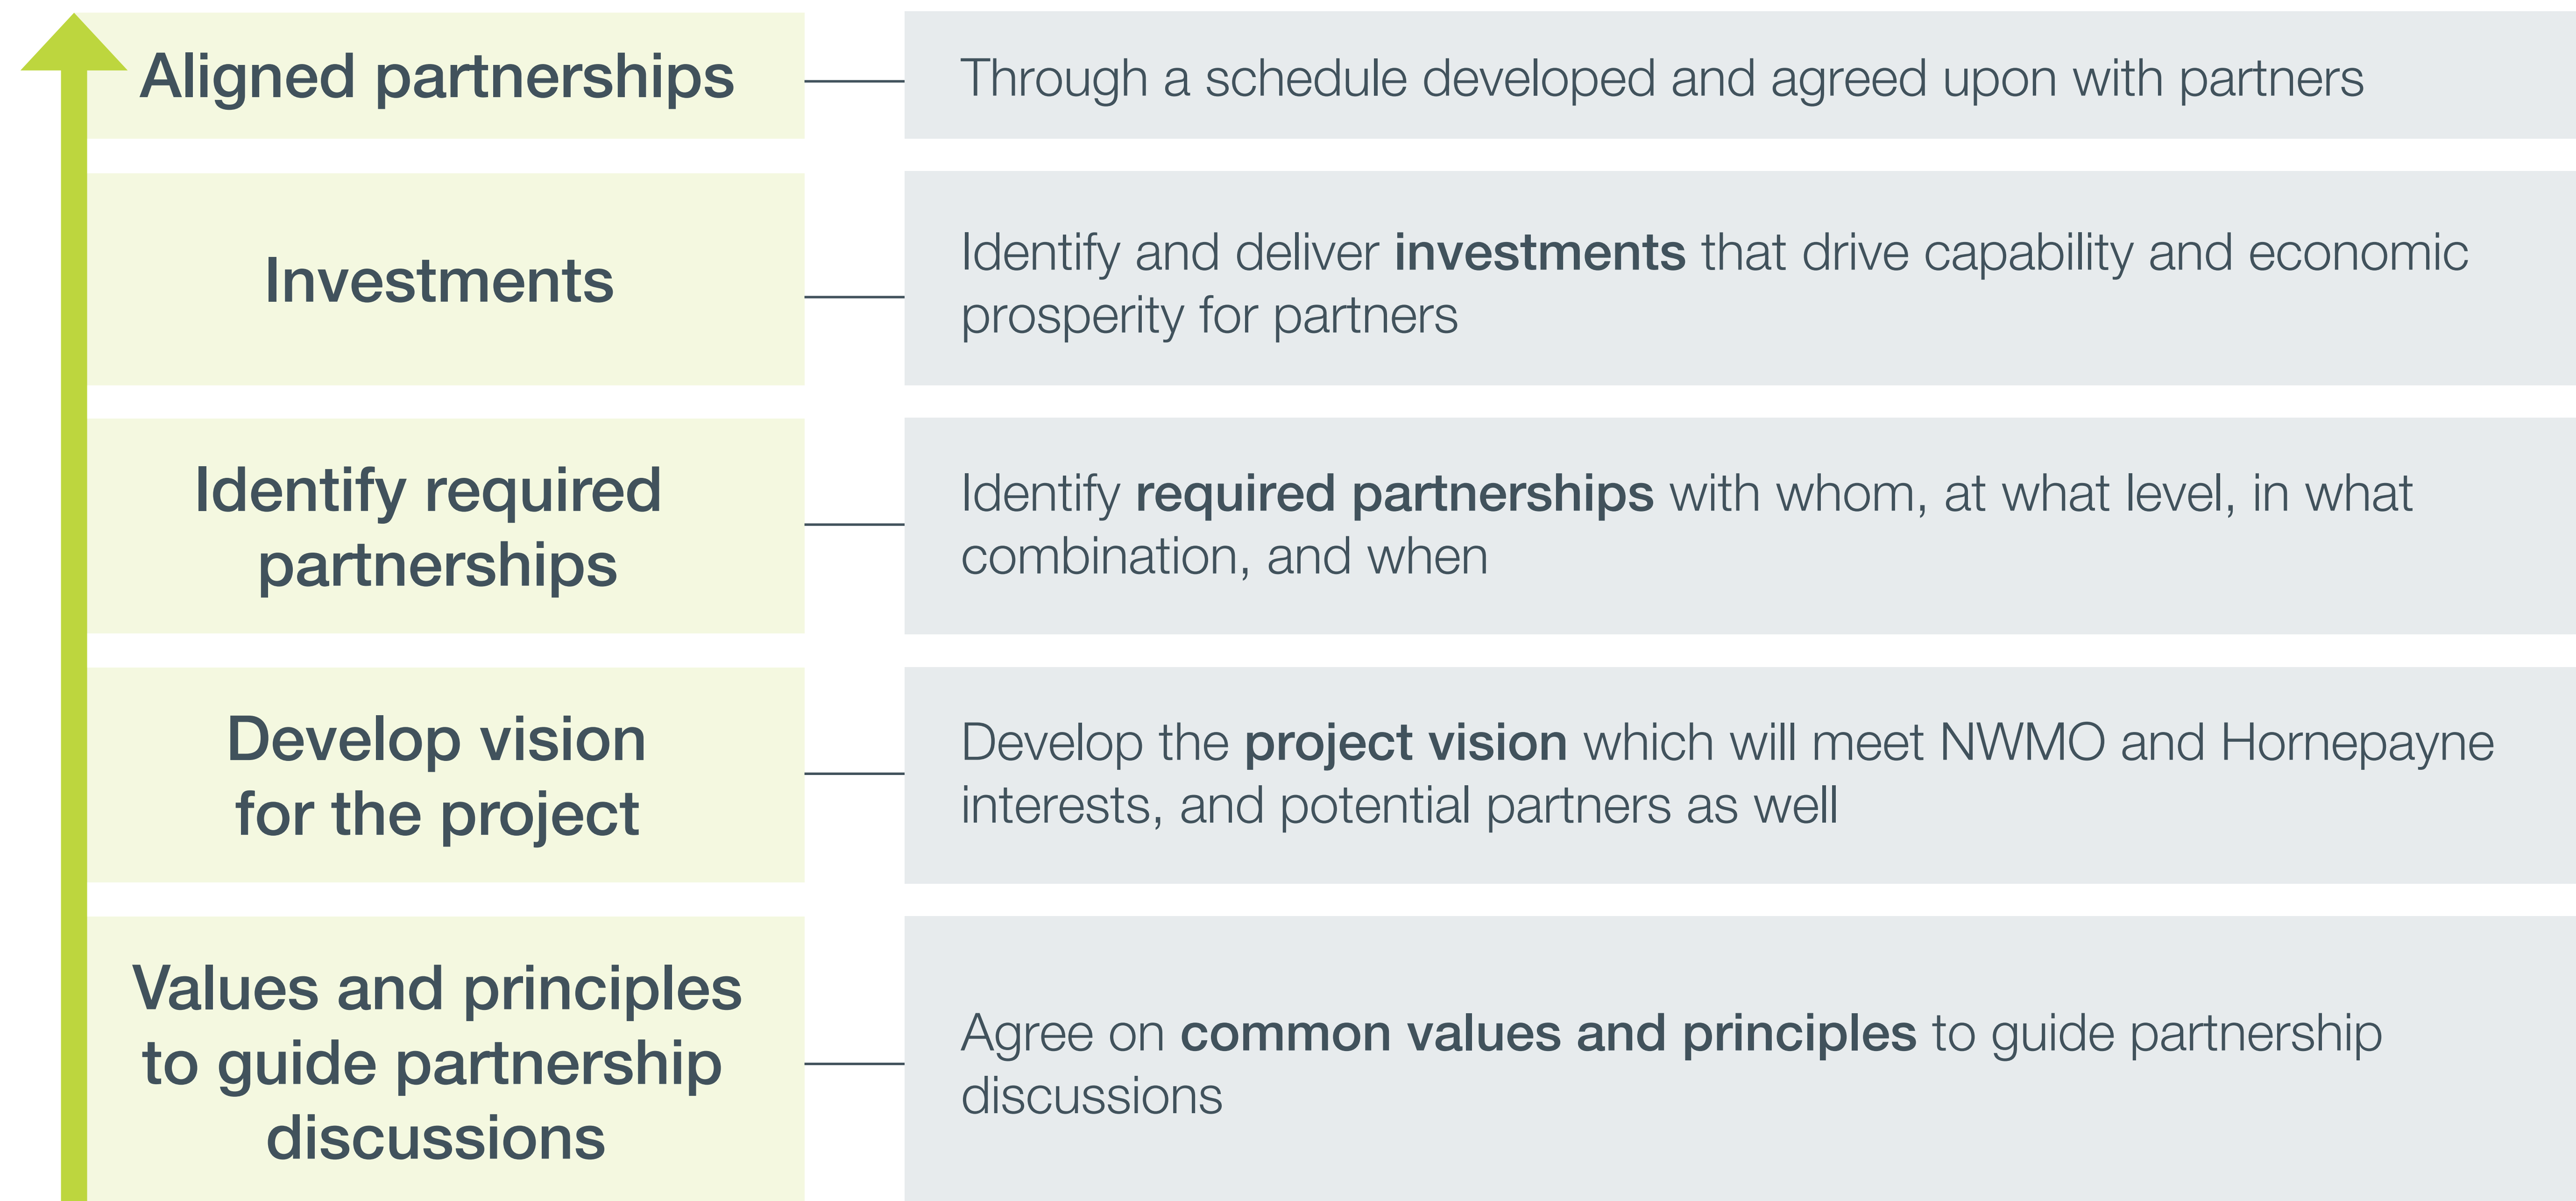 Aligned partnerships
Through a schedule developed and agreed upon with partners
Investments
Identify and deliver investments that drive capability and economic
prosperity for partners
Identify required
partnerships
Identify required partnerships with whom, at what level, in what
combination, and when
Develop vision
for the project
Develop the project vision which will meet NWMO and Hornepayne
interests, and potential partners as well
Values and principles
to guide partnership
discussions
Agree on common values and principles to guide partnership
discussions